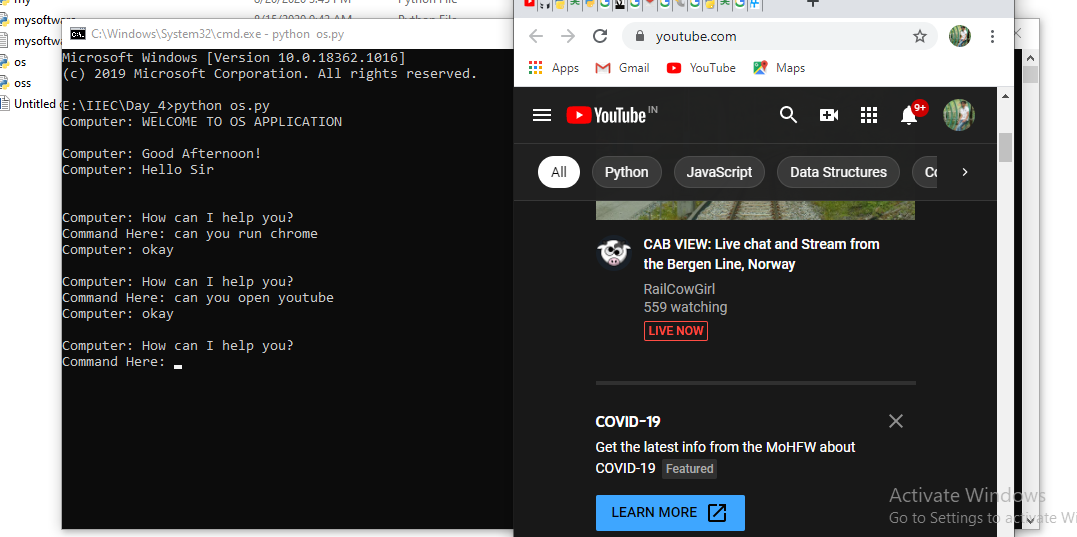 my
mysoftware
os
oss
Untitled
Python File
C:\Windows\System32\cmd.exe - python os.py
Microsoft Windows [Version 10.0.18362.1016]
(c) 2019 Microsoft Corporation. All rights reserved.
E:\IIEC\Day_4>python os.py
Computer: WELCOME TO OS APPLICATION
Computer: Good Afternoon!
Computer: Hello Sir
Computer: How can I help you?
Command Here: can you run chrome
Computer: okay
Computer: How can I help you?
Command Here: can you open youtube
Computer: okay
Computer: How can I help you?
Command Here:
youtube.com
Apps Gmail YouTube Maps
YouTube IN
9+
All Python JavaScript Data Structures
CAB VIEW: Live chat and Stream from
the Bergen Line, Norway
RailCowGirl
559 watching
LIVE NOW
COVID-19
Get the latest info from the MoHFW about
COVID-19 Featured
LEARN MORE
Activate Windows
Go to Settings to activate Wi